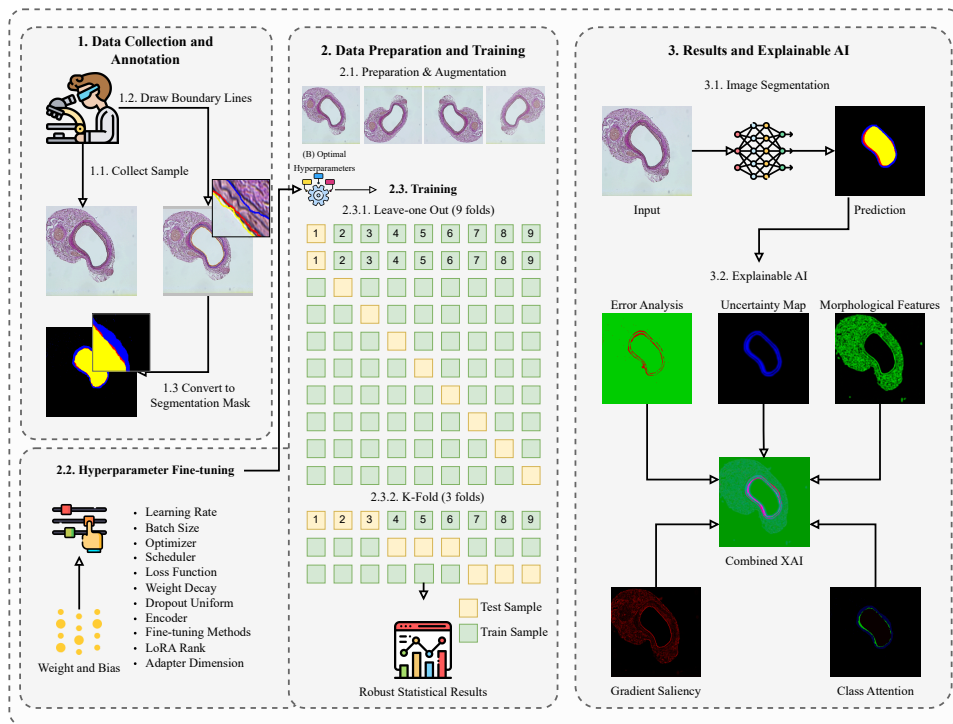 1. Data Collection and
Annotation
1.2. Draw Boundary Lines
1.1. Collect Sample
1.3 Convert to
Segmentation Mask
2.2. Hyperparameter Fine-tuning
• Learning Rate
• Batch Size
• Optimizer
• Scheduler
• Loss Function
• Weight Decay
• Dropout Uniform
• Encoder
• Fine-tuning Methods
• LoRA Rank
• Adapter Dimension
Weight and Bias
2. Data Preparation and Training
2.1. Preparation & Augmentation
(B) Optimal
Hyperparameters
2.3. Training
2.3.1. Leave-one Out (9 folds)
1 2 3 4 5 6 7 8 9
1 2 3 4 5 6 7 8 9
2.3.2. K-Fold (3 folds)
1 2 3 4 5 6 7 8 9
Test Sample
Train Sample
Robust Statistical Results
3. Results and Explainable AI
3.1. Image Segmentation
Input
Prediction
3.2. Explainable AI
Error Analysis
Uncertainty Map
Morphological Features
Combined XAI
Gradient Saliency
Class Attention